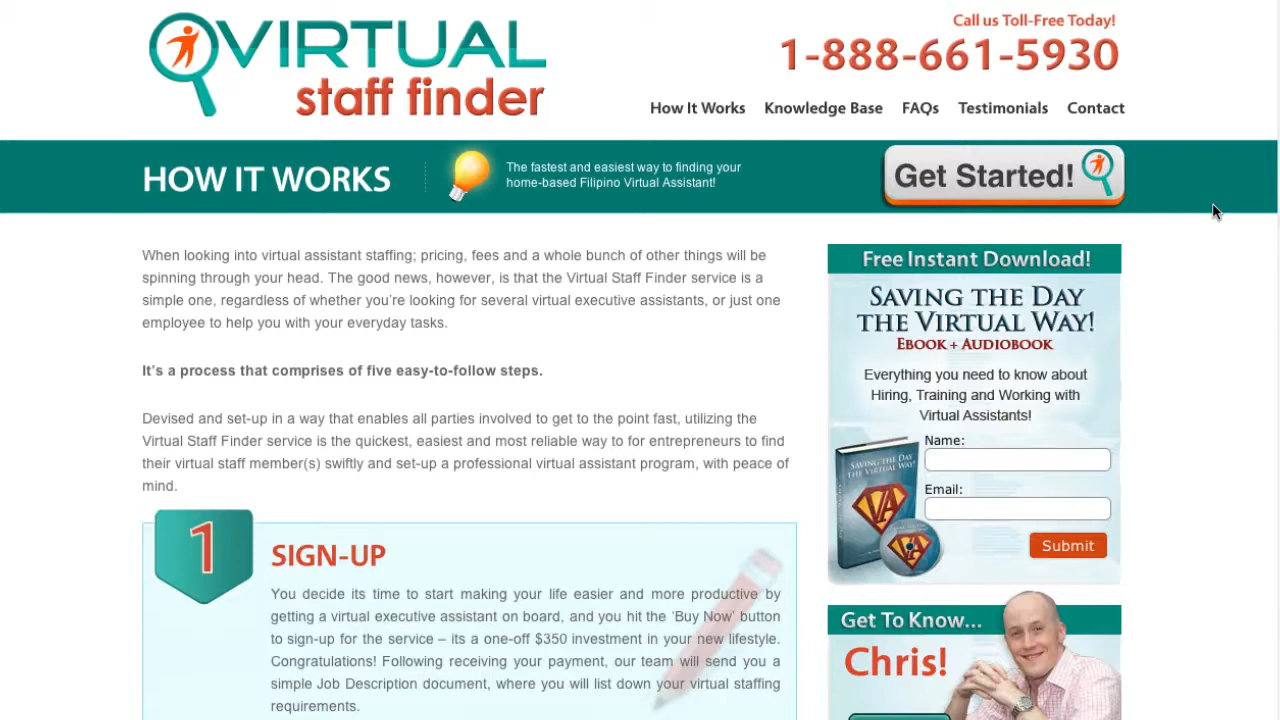 VIRTUAL
staff finder
Call us Toll-Free Today!
1-888-661-5930
How It Works Knowledge Base FAQs Testimonials Contact
HOW IT WORKS
The fastest and easiest way to finding your
home-based Filipino Virtual Assistant!
Get Started!
When looking into virtual assistant staffing; pricing, fees and a whole bunch of other things will be
spinning through your head. The good news, however, is that the Virtual Staff Finder service is a
simple one, regardless of whether you're looking for several virtual executive assistants, or just one
employee to help you with your everyday tasks.
It's a process that comprises of five easy-to-follow steps.
Devised and set-up in a way that enables all parties involved to get to the point fast, utilizing the
Virtual Staff Finder service is the quickest, easiest and most reliable way to for entrepreneurs to find
their virtual staff member(s) swiftly and set-up a professional virtual assistant program, with peace of
mind.
1
SIGN-UP
You decide its time to start making your life easier and more productive by
getting a virtual executive assistant on board, and you hit the 'Buy Now' button
to sign-up for the service – its a one-off $350 investment in your new lifestyle.
Congratulations! Following receiving your payment, our team will send you a
simple Job Description document, where you will list down your virtual staffing
requirements.
Free Instant Download!
SAVING THE DAY
THE VIRTUAL WAY!
EBOOK + AUDIOBOOK
Everything you need to know about
Hiring, Training and Working with
Virtual Assistants!
Name:
Email:
SAVING THE DAY
THE VIRTUAL WAY!
VA
Submit
Get To Know...
Chris!